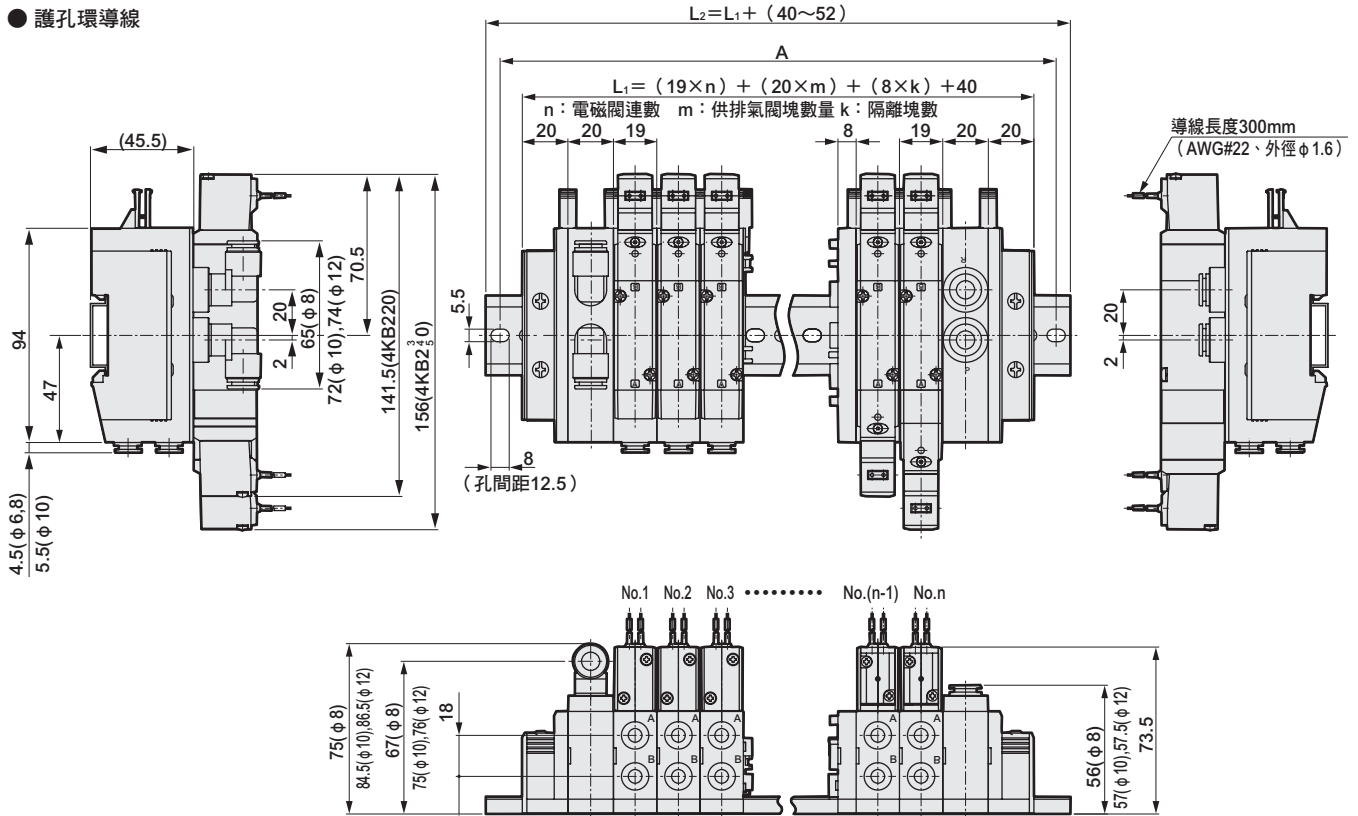 ● 護孔環導線
L₂=L₁+（40～52）
A
L₁=（19×n）+（20×m）+（8×k）+40
n：電磁閥連數　m：供排氣閥塊數量 k：隔離塊數
20
20
19
8
19
20
20
導線長度300mm
（AWG#22、外徑φ1.6）
(45.5)
94
47
4.5(φ6,8)
5.5(φ10)
20
2
65(φ8)
72(φ10),74(φ12)
70.5
141.5(4KB220)
156(4KB2³₄₅0)
5.5
8
（孔間距12.5）
R
P
B
B
B
B
B
A
A
A
A
A
20
2
No.1
No.2
No.3
•••••••••
No.(n-1)
No.n
75(φ8)
84.5(φ10),86.5(φ12)
67(φ8)
75(φ10),76(φ12)
18
A
A
A
A
A
B
B
B
B
B
56(φ8)
57(φ10),57.5(φ12)
73.5